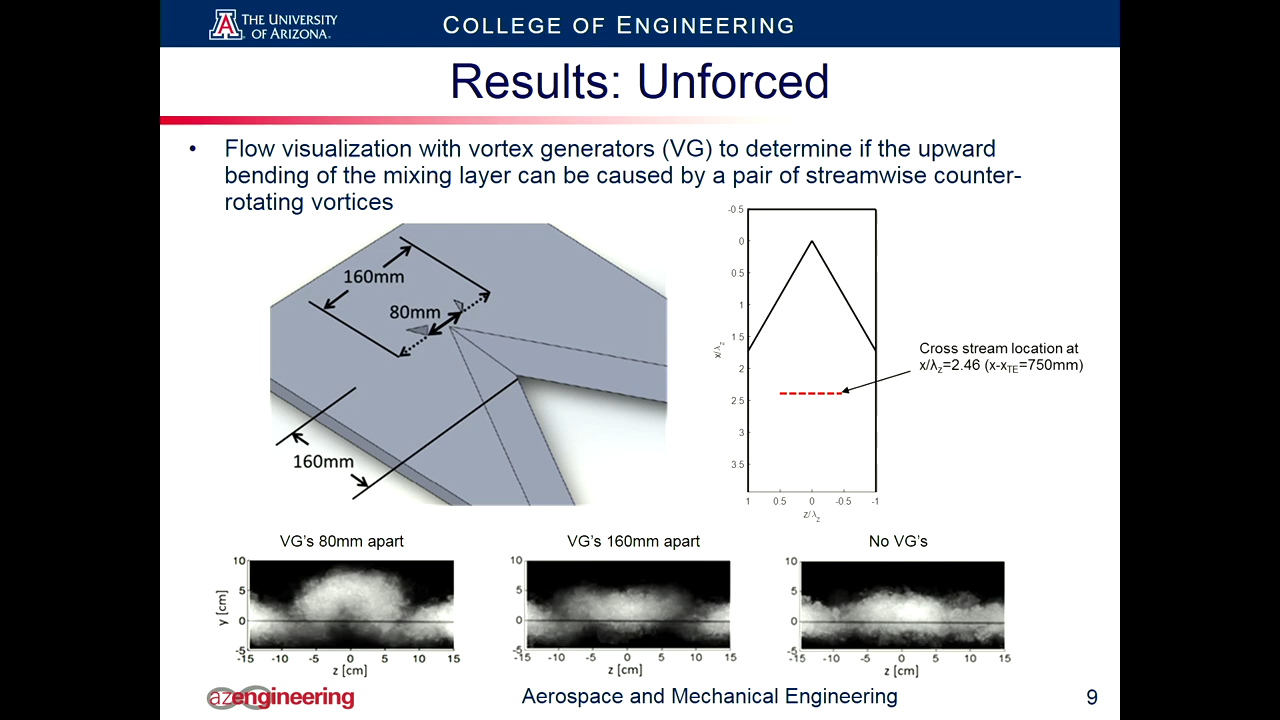 THE UNIVERSITY
OF ARIZONA.
COLLEGE OF ENGINEERING
Results: Unforced
• Flow visualization with vortex generators (VG) to determine if the upward
bending of the mixing layer can be caused by a pair of streamwise counter-
rotating vortices
160mm
80mm
160mm
-0.5
0
0.5
1
1.5
2
2.5
3
3.5
x/λz
1 0.5 0 -0.5 -1
z/λz
Cross stream location at
x/λz=2.46 (x-xTE=750mm)
VG's 80mm apart
10
5
0
-5
y [cm]
-15 -10 -5 0 5 10 15
z [cm]
VG's 160mm apart
10
5
0
-5
-15 -10 -5 0 5 10 15
z [cm]
No VG's
10
5
0
-5
-15 -10 -5 0 5 10 15
z [cm]
azengineering
Aerospace and Mechanical Engineering
9